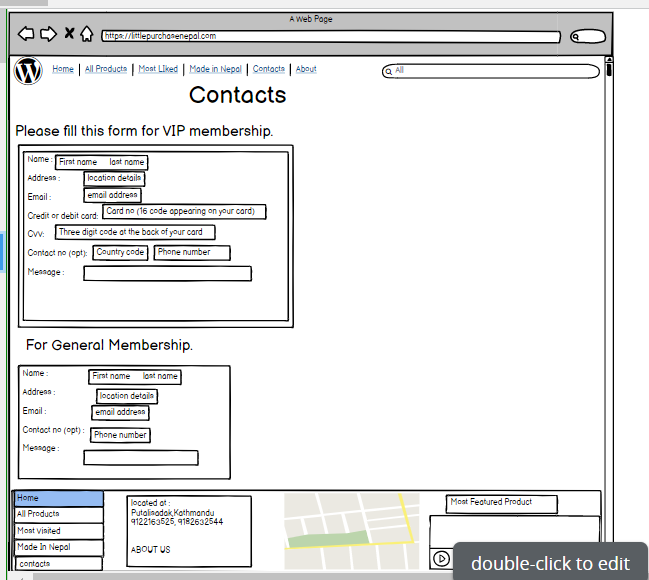 A Web Page
https://littlepurchasenepal.com
Home All Products Most Liked Made in Nepal Contacts About
All
Contacts
Please fill this form for VIP membership.
Name : First name last name
Address : location details
Email : email address
Credit or debit card: Card no (16 code appearing on your card)
CVV: Three digit code at the back of your card
Contact no (opt): Country code Phone number
Message :
For General Membership.
Name : First name last name
Address : location details
Email : email address
Contact no (opt) : Phone number
Message :
Home
All Products
Most Visited
Made In Nepal
contacts
located at :
Putalisadak,Kathmandu
9122163525, 9182632544
ABOUT US
Most Featured Product
double-click to edit